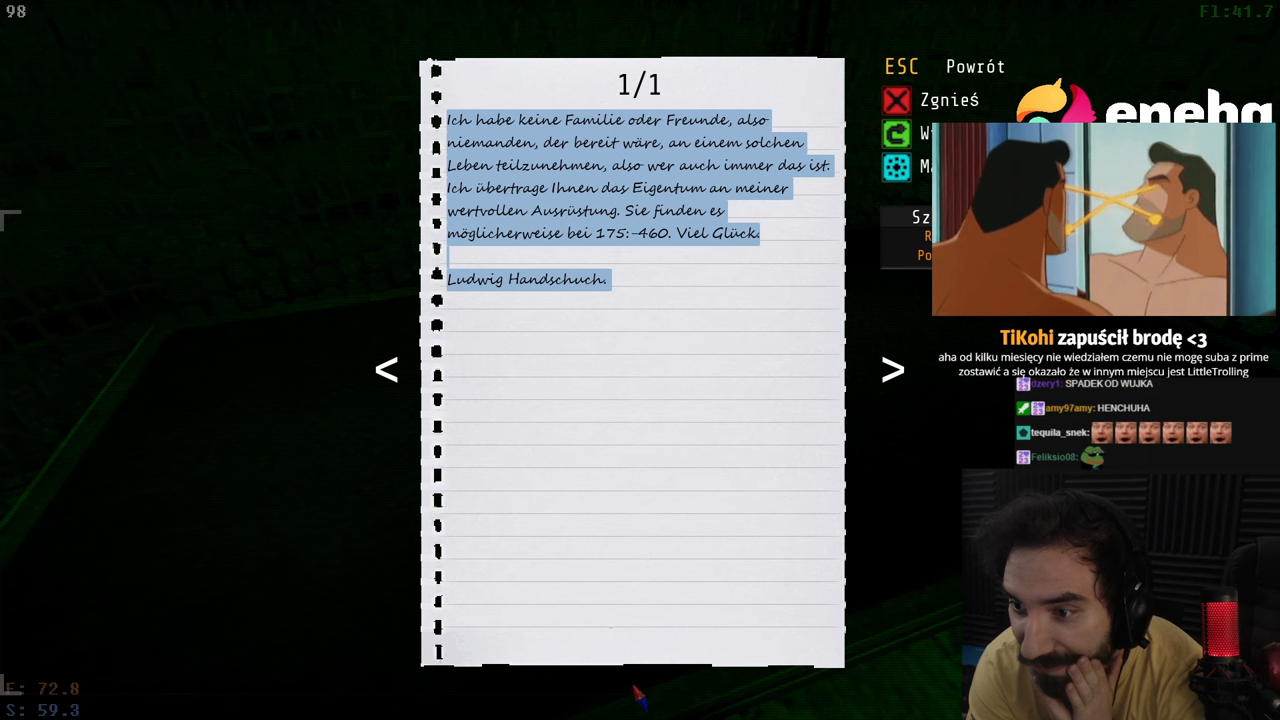 98
F1:41.7
1/1
Ich habe keine Familie oder Freunde, also
niemanden, der bereit wäre, an einem solchen
Leben teilzunehmen, also wer auch immer das ist.
Ich übertrage Ihnen das Eigentum an meiner
wertvollen Ausrüstung. Sie finden es
möglicherweise bei 175:-460. Viel Glück.
Ludwig Handschuch.
<
>
ESC Powrót
Zgnieś
eneba
TiKohi zapuścił brodę <3
aha od kilku miesięcy nie wiedziałem czemu nie mogę suba z prime
zostawić a się okazało że w innym miejscu jest LittleTrolling
dzery1: SPADEK OD WUJKA
amy97amy: HENCHUHA
tequila_snek:
Feliksio08:
E: 72.8
S: 59.3